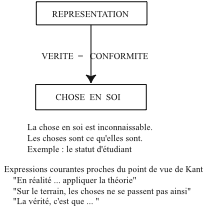 REPRESENTATION
VERITE = CONFORMITE
CHOSE EN SOI
La chose en soi est inconnaissable.
Les choses sont ce qu'elles sont.
Exemple : le statut d'étudiant
Expressions courantes proches du point de vue de Kant
"En réalité ... appliquer la théorie"
"Sur le terrain, les choses ne se passent pas ainsi"
"La vérité, c'est que ... "